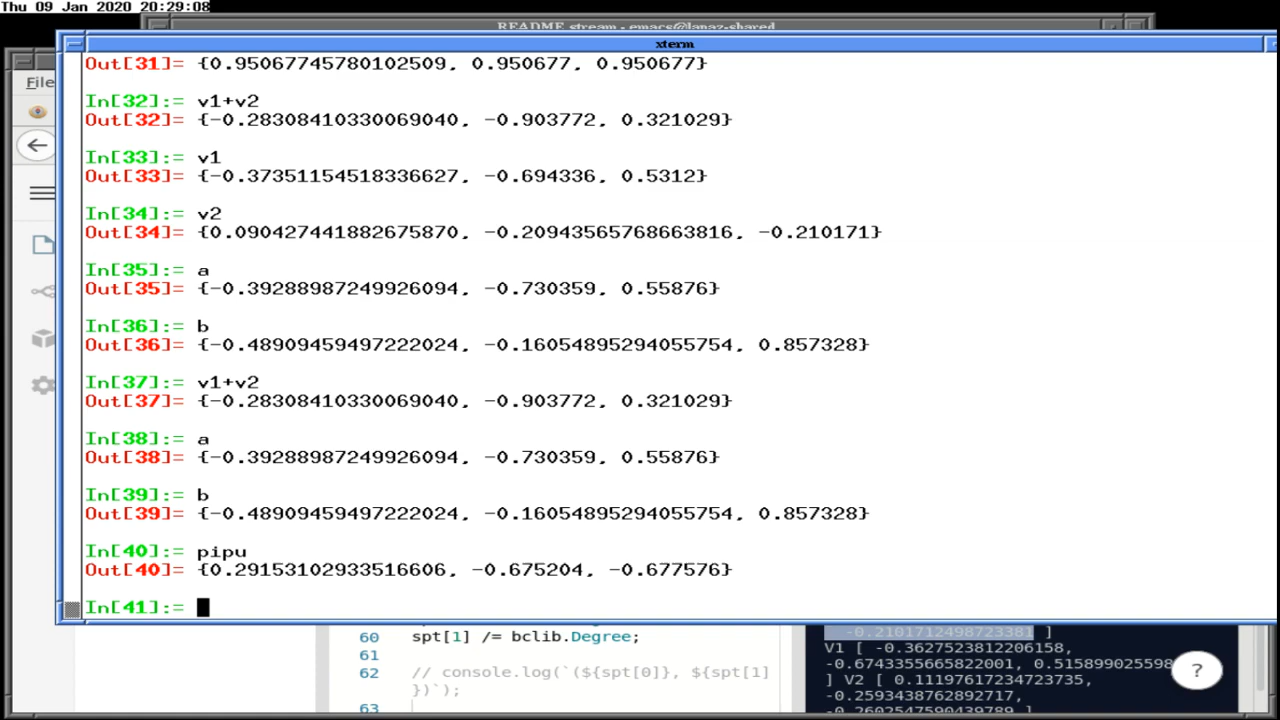 Thu 09 Jan 2020 20:29:08
README stream - emacs@lanaz-shared
xterm
File
Out[31]= {0.95067745780102509, 0.950677, 0.950677}
In[32]:= v1+v2
Out[32]= {-0.28308410330069040, -0.903772, 0.321029}
In[33]:= v1
Out[33]= {-0.37351154518336627, -0.694336, 0.5312}
In[34]:= v2
Out[34]= {0.090427441882675870, -0.20943565768663816, -0.210171}
In[35]:= a
Out[35]= {-0.39288987249926094, -0.730359, 0.55876}
In[36]:= b
Out[36]= {-0.48909459497222024, -0.16054895294055754, 0.857328}
In[37]:= v1+v2
Out[37]= {-0.28308410330069040, -0.903772, 0.321029}
In[38]:= a
Out[38]= {-0.39288987249926094, -0.730359, 0.55876}
In[39]:= b
Out[39]= {-0.48909459497222024, -0.16054895294055754, 0.857328}
In[40]:= pipu
Out[40]= {0.29153102933516606, -0.675204, -0.677576}
In[41]:=
60 spt[1] /= bclib.Degree;
61
62 // console.log(`(${spt[0]}, ${spt[1]
})`);
63
-0.2101712498723381 ]
V1 [ -0.3627523812206158,
-0.6743355665822001, 0.515899025598
] V2 [ 0.11197617234723735,
-0.2593438762892717,
-0.2602547590439789 ]
?